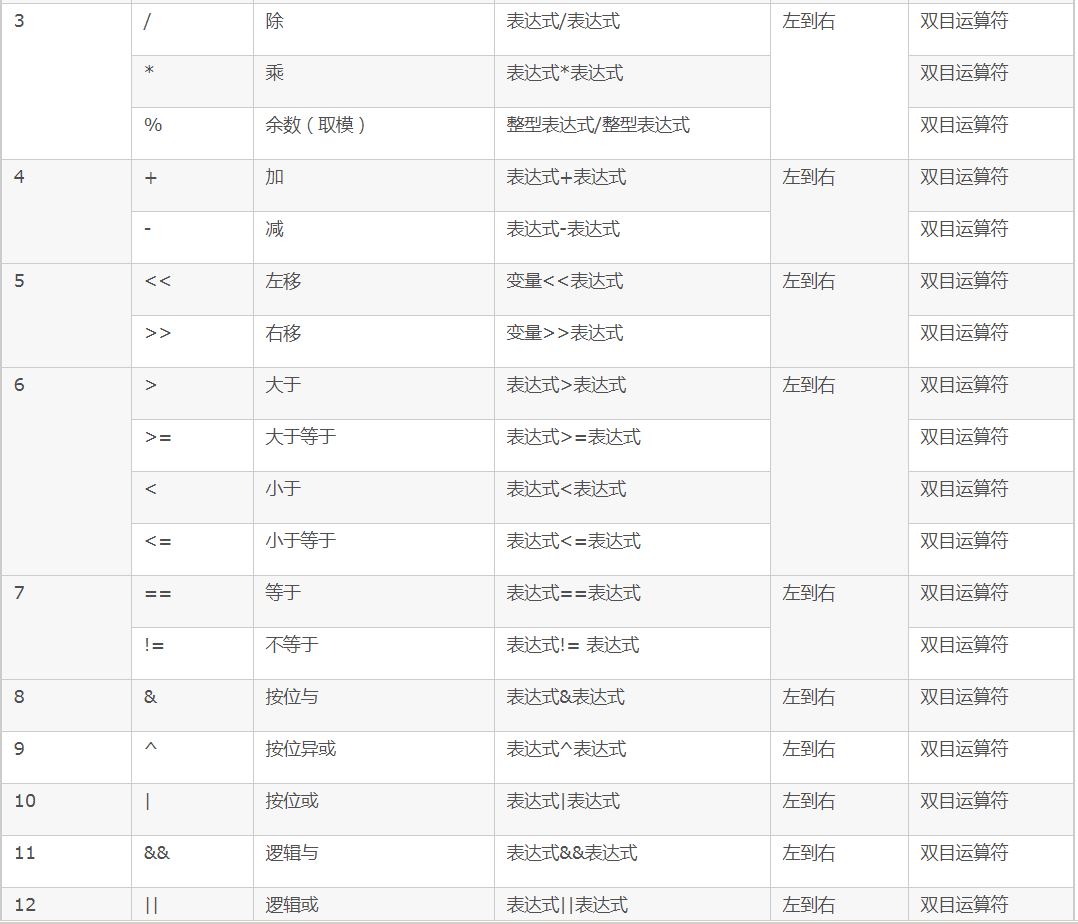 3 / 除 表达式/表达式 左到右 双目运算符
* 乘 表达式*表达式 双目运算符
% 余数（取模） 整型表达式/整型表达式 双目运算符
4 + 加 表达式+表达式 左到右 双目运算符
- 减 表达式-表达式 双目运算符
5 << 左移 变量<<表达式 左到右 双目运算符
>> 右移 变量>>表达式 双目运算符
6 > 大于 表达式>表达式 左到右 双目运算符
>= 大于等于 表达式>=表达式 双目运算符
< 小于 表达式<表达式 双目运算符
<= 小于等于 表达式<=表达式 双目运算符
7 == 等于 表达式==表达式 左到右 双目运算符
!= 不等于 表达式!= 表达式 双目运算符
8 & 按位与 表达式&表达式 左到右 双目运算符
9 ^ 按位异或 表达式^表达式 左到右 双目运算符
10 | 按位或 表达式|表达式 左到右 双目运算符
11 && 逻辑与 表达式&&表达式 左到右 双目运算符
12 || 逻辑或 表达式||表达式 左到右 双目运算符